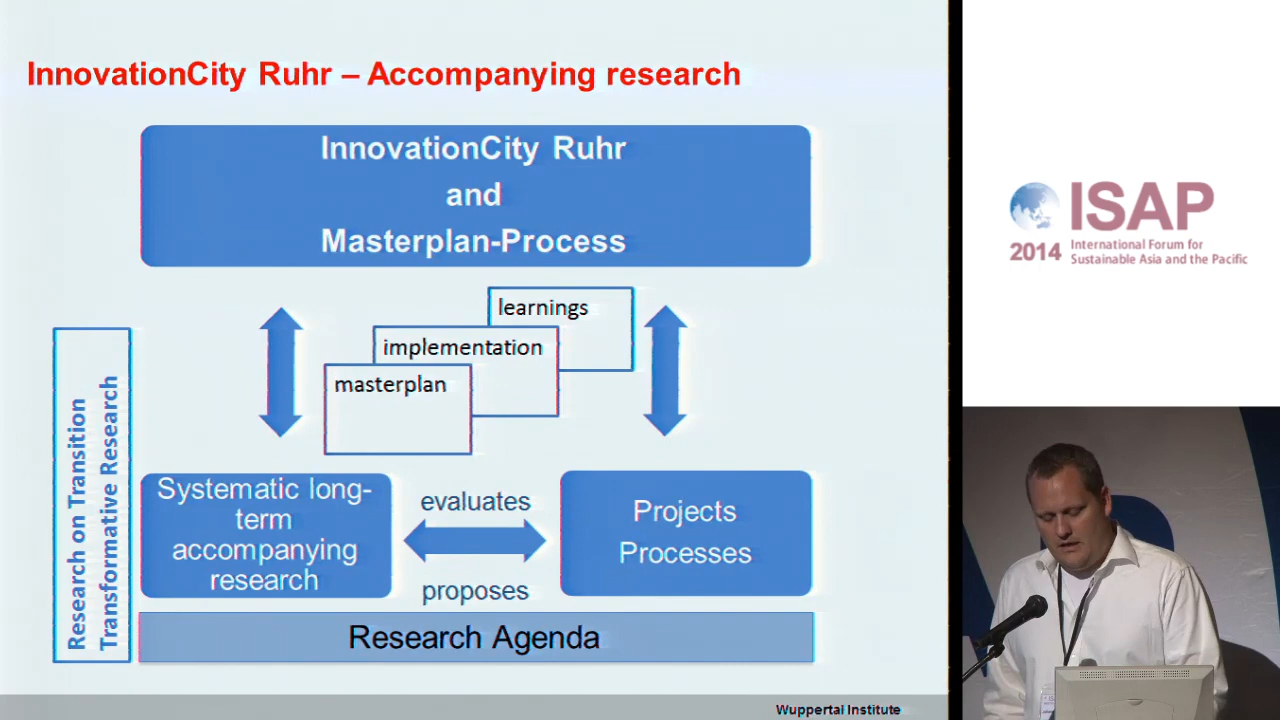 InnovationCity Ruhr – Accompanying research
InnovationCity Ruhr
and
Masterplan-Process
learnings
implementation
masterplan
Research on Transition
Transformative Research
Systematic long-
term
accompanying
research
evaluates
proposes
Projects
Processes
Research Agenda
Wuppertal Institute
ISAP
2014
International Forum for
Sustainable Asia and the Pacific